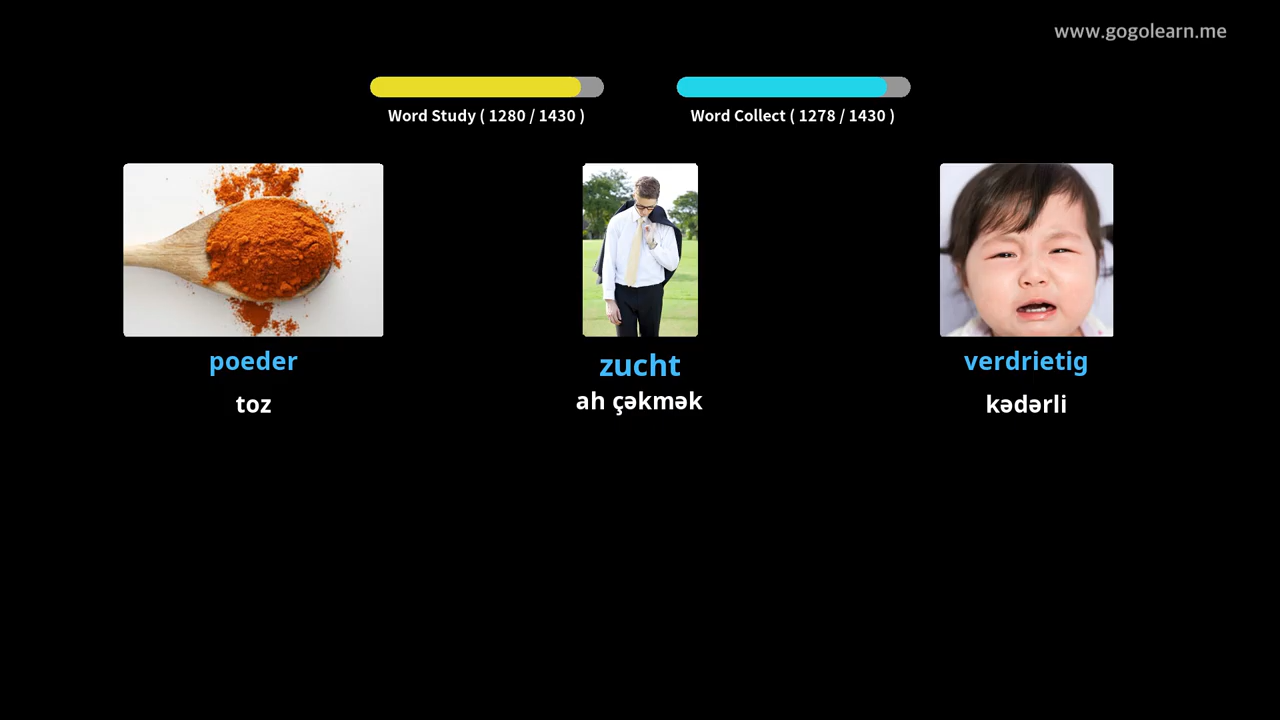 www.gogolearn.me
Word Study ( 1280 / 1430 )
Word Collect ( 1278 / 1430 )
poeder
toz
zucht
ah çəkmək
verdrietig
kədərli